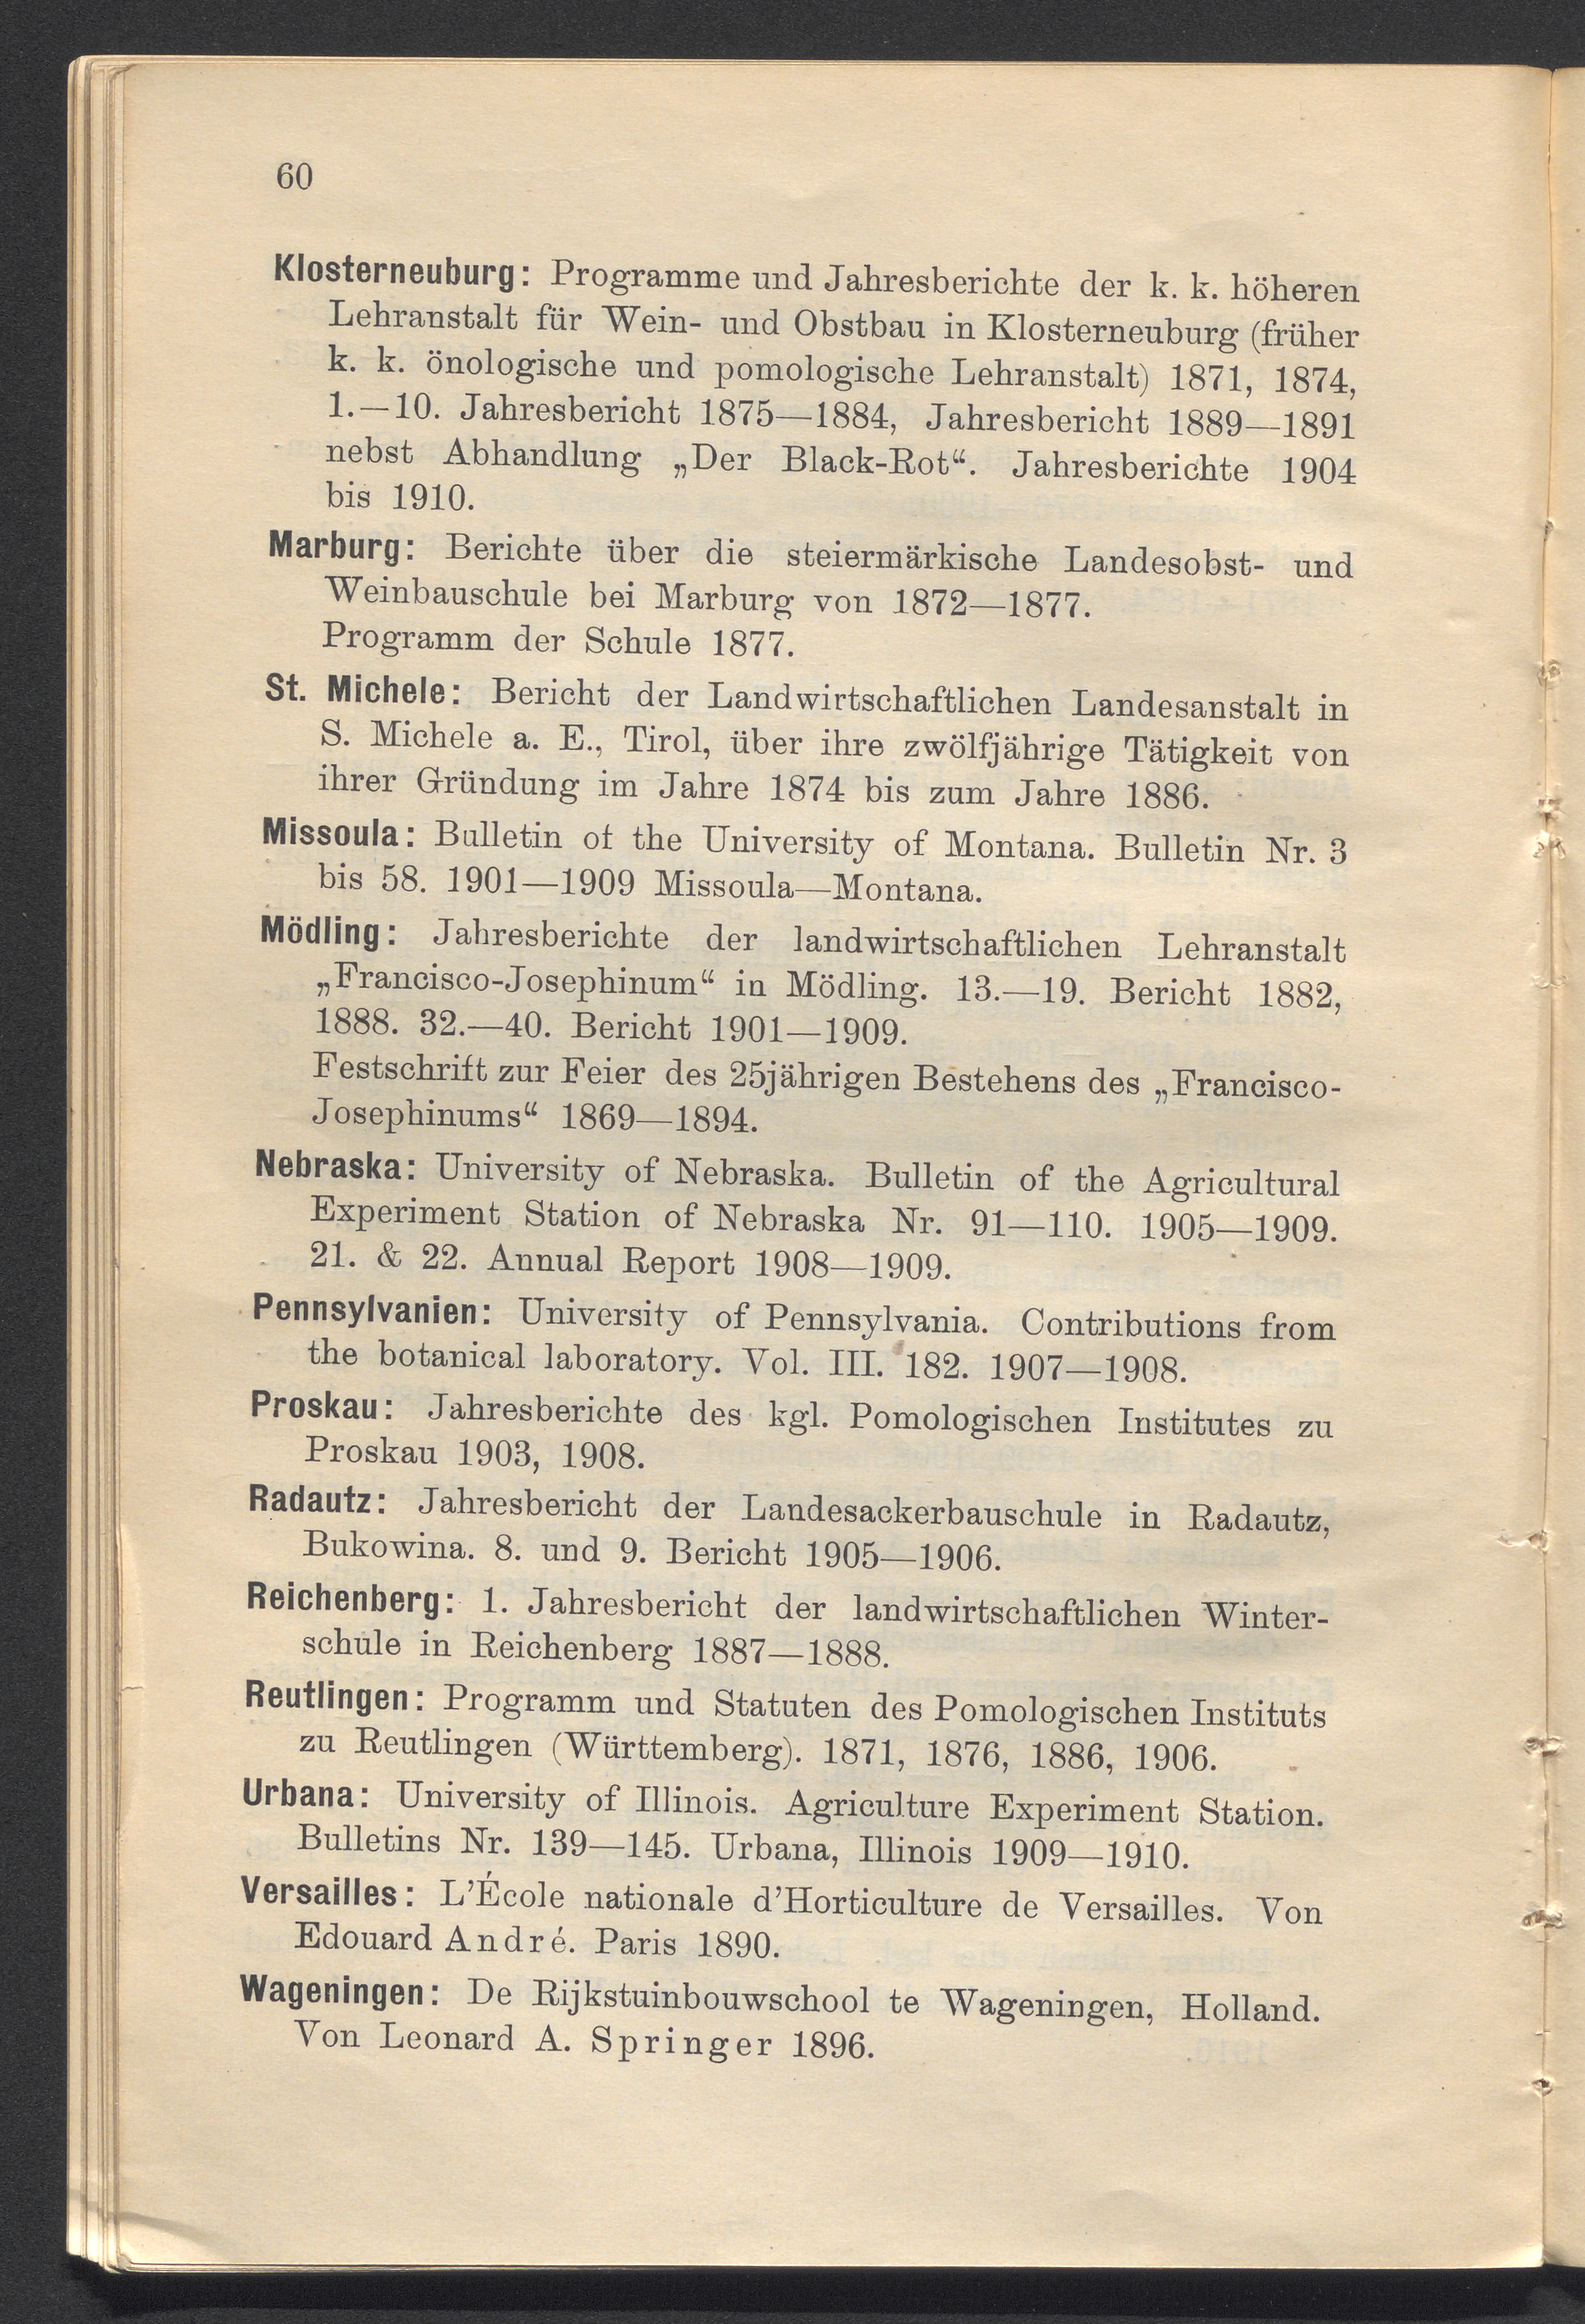 60
Klosterneuburg: Programme und Jahresberichte der k. k. höheren
Lehranstalt für Wein- und Obstbau in Klosterneuburg (früher
k. k. önologische und pomologische Lehranstalt) 1871, 1874,
1.—10. Jahresbericht 1875—1884, Jahresbericht 1889—1891
nebst Abhandlung „Der Black-Rot“. Jahresberichte 1904
bis 1910.
Marburg: Berichte über die steiermärkische Landesobst- und
Weinbauschule bei Marburg von 1872—1877.
Programm der Schule 1877.
St. Michele: Bericht der Landwirtschaftlichen Landesanstalt in
S. Michele a. E., Tirol, über ihre zwölfjährige Tätigkeit von
ihrer Gründung im Jahre 1874 bis zum Jahre 1886.
Missoula: Bulletin of the University of Montana. Bulletin Nr. 3
bis 58. 1901—1909 Missoula—Montana.
Mödling: Jahresberichte der landwirtschaftlichen Lehranstalt
„Francisco-Josephinum“ in Mödling. 13.—19. Bericht 1882,
1888. 32.—40. Bericht 1901—1909.
Festschrift zur Feier des 25jährigen Bestehens des „Francisco-
Josephinums“ 1869—1894.
Nebraska: University of Nebraska. Bulletin of the Agricultural
Experiment Station of Nebraska Nr. 91—110. 1905—1909.
21. & 22. Annual Report 1908—1909.
Pennsylvanien: University of Pennsylvania. Contributions from
the botanical laboratory. Vol. III. 182. 1907—1908.
Proskau: Jahresberichte des kgl. Pomologischen Institutes zu
Proskau 1903, 1908.
Radautz: Jahresbericht der Landesackerbauschule in Radautz,
Bukowina. 8. und 9. Bericht 1905—1906.
Reichenberg: 1. Jahresbericht der landwirtschaftlichen Winter-
schule in Reichenberg 1887—1888.
Reutlingen: Programm und Statuten des Pomologischen Instituts
zu Reutlingen (Württemberg). 1871, 1876, 1886, 1906.
Urbana: University of Illinois. Agriculture Experiment Station.
Bulletins Nr. 139—145. Urbana, Illinois 1909—1910.
Versailles: L’École nationale d’Horticulture de Versailles. Von
Edouard André. Paris 1890.
Wageningen: De Rijkstuinbouwschool te Wageningen, Holland.
Von Leonard A. Springer 1896.